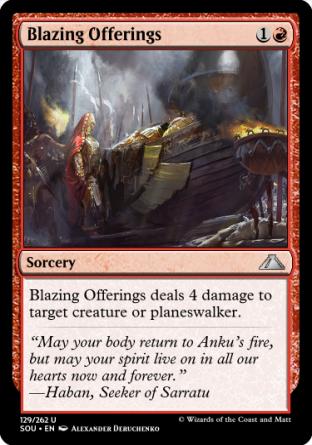 Blazing Offerings 1
Sorcery
Blazing Offerings deals 4 damage to
target creature or planeswalker.
“May your body return to Anku’s fire,
but may your spirit live on in all our
hearts now and forever.”
—Haban, Seeker of Sarratu
129/262 U
SOU • EN Alexander Deruchenko
© Wizards of the Coast and Matt